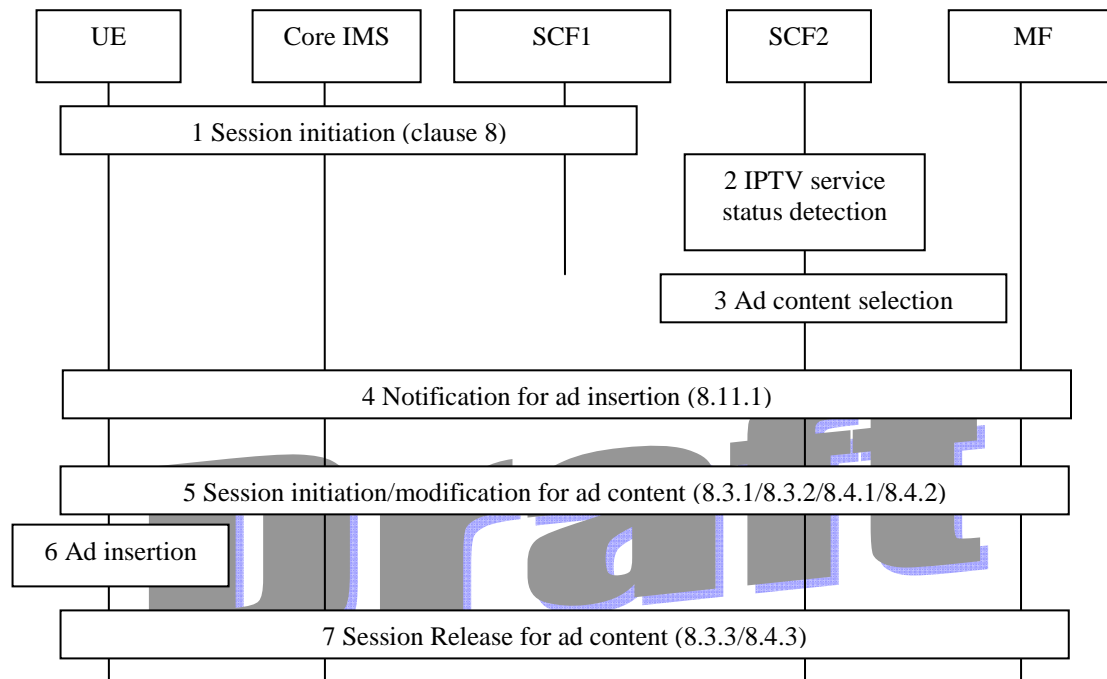 UE
Core IMS
SCF1
SCF2
MF
1 Session initiation (clause 8)
2 IPTV service
status detection
3 Ad content selection
4 Notification for ad insertion (8.11.1)
5 Session initiation/modification for ad content (8.3.1/8.3.2/8.4.1/8.4.2)
Draft
6 Ad insertion
7 Session Release for ad content (8.3.3/8.4.3)